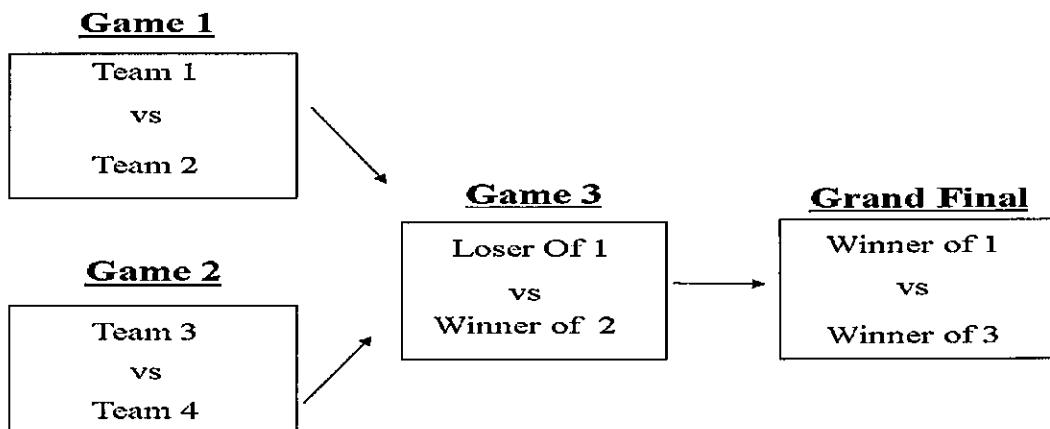 Game 1
Team 1
vs
Team 2
Game 2
Team 3
vs
Team 4
Game 3
Loser Of 1
vs
Winner of 2
Grand Final
Winner of 1
vs
Winner of 3